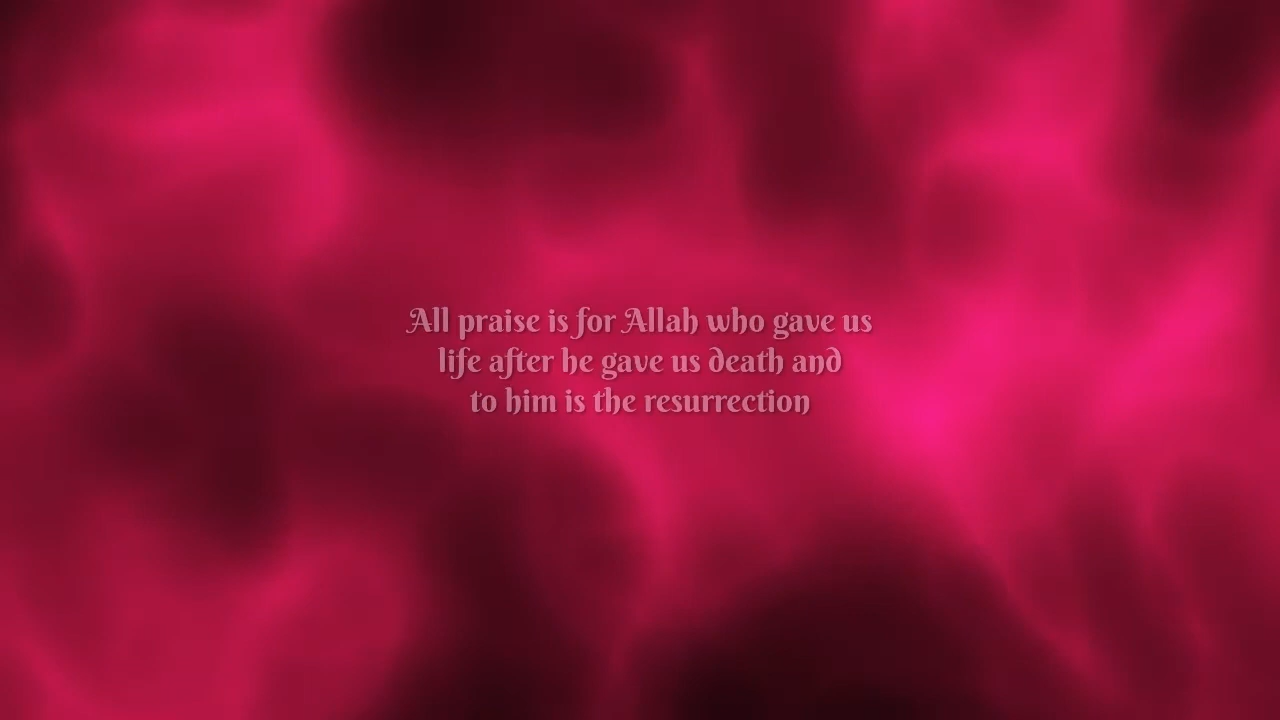 All praise is for Allah who gave us
life after he gave us death and
to him is the resurrection